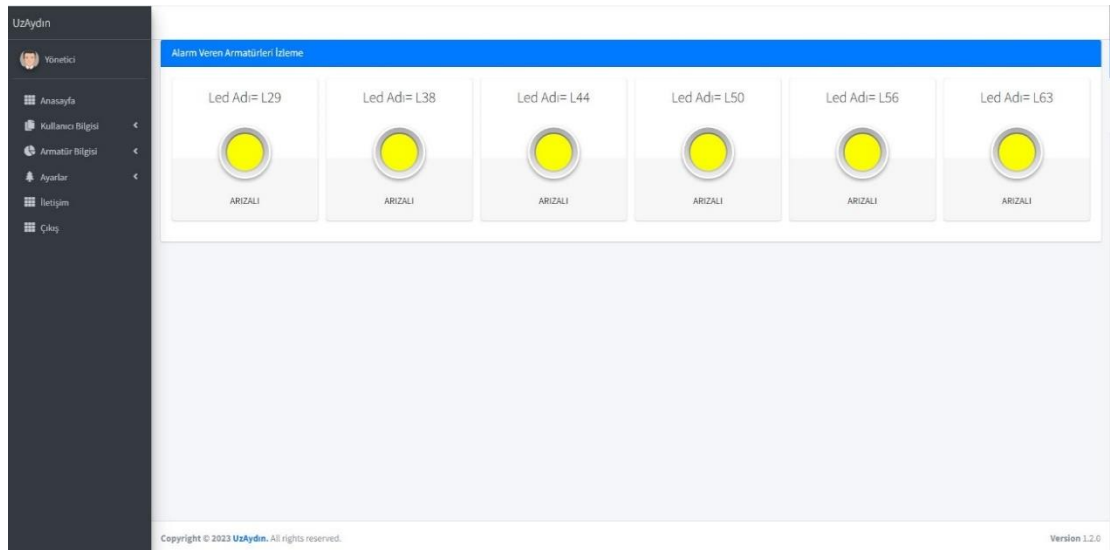 UzAydın
Yönetici
Anasayfa
Kullanıcı Bilgisi
Armatür Bilgisi
Ayarlar
İletişim
Çıkış
Alarm Veren Armatürleri İzleme
Led Adı= L29
ARIZALI
Led Adı= L38
ARIZALI
Led Adı= L44
ARIZALI
Led Adı= L50
ARIZALI
Led Adı= L56
ARIZALI
Led Adı= L63
ARIZALI
Copyright © 2023 UzAydın. All rights reserved.
Version 1.2.0